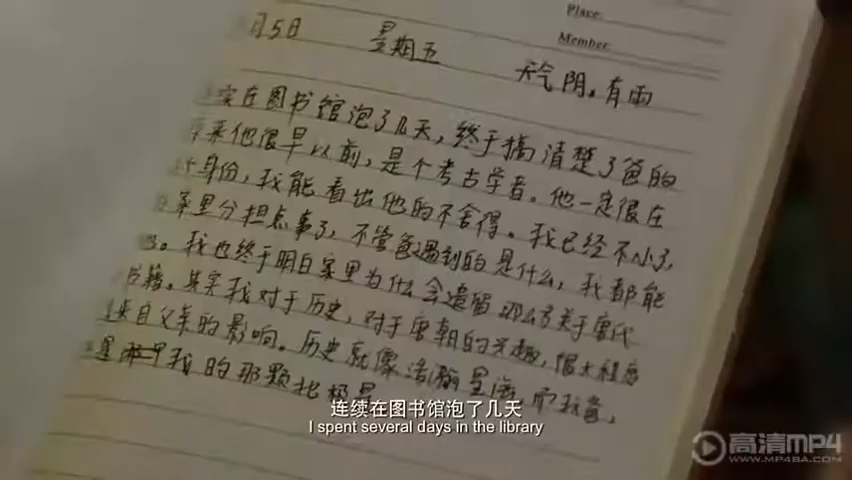 Place
Member
月5日 星期五 天气阴。有雨
实在图书馆泡了几天，终于搞清楚了爸的
来他很早以前，是个考古学者。他一定很在
个身份，我能看出他的不舍得。我已经不小了，
家里分担点事了，不管爸遇到的是什么，我都能
。我也终于明白家里为什么会遗留那么多关于唐代
书籍。其实我对于历史，对于唐朝的兴趣，很大程度
来自父亲的影响。历史就像浩瀚星海，
是 我的那颗北极星
连续在图书馆泡了几天
I spent several days in the library
高清MP4
WWW.MP4BA.COM